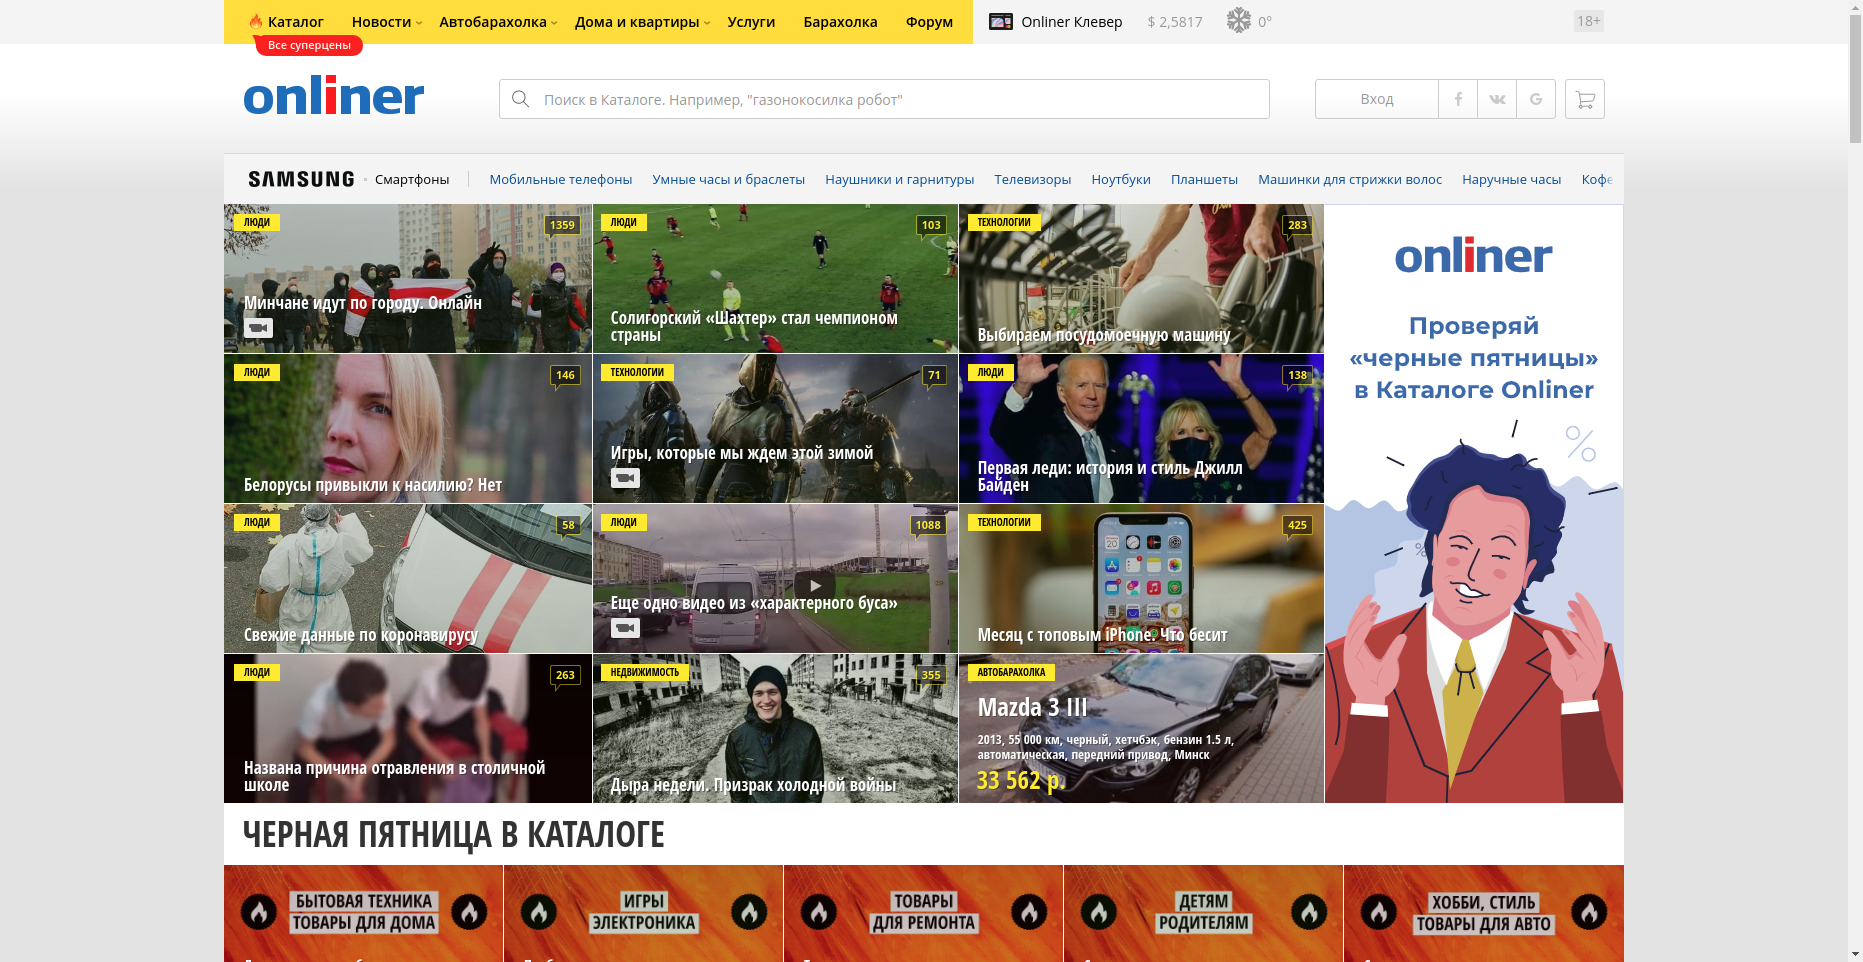 Каталог
Новости
Автобарахолка
Дома и квартиры
Услуги
Барахолка
Форум
Onliner Клевер
$ 2,5817
0°
18+
Все суперцены
onliner
Поиск в Каталоге. Например, "газонокосилка робот"
Вход
SAMSUNG
Смартфоны
Мобильные телефоны
Умные часы и браслеты
Наушники и гарнитуры
Телевизоры
Ноутбуки
Планшеты
Машинки для стрижки волос
Наручные часы
Кофе
ЛЮДИ
1359
Минчане идут по городу. Онлайн
ЛЮДИ
103
Солигорский «Шахтер» стал чемпионом
страны
ТЕХНОЛОГИИ
283
Выбираем посудомоечную машину
onliner
Проверяй
«черные пятницы»
в Каталоге Onliner
ЛЮДИ
146
Белорусы привыкли к насилию? Нет
ТЕХНОЛОГИИ
71
Игры, которые мы ждем этой зимой
ЛЮДИ
138
Первая леди: история и стиль Джилл
Байден
ЛЮДИ
58
Свежие данные по коронавирусу
ЛЮДИ
1088
Еще одно видео из «характерного буса»
ТЕХНОЛОГИИ
425
Месяц с топовым iPhone. Что бесит
ЛЮДИ
263
Названа причина отравления в столичной
школе
НЕДВИЖИМОСТЬ
355
Дыра недели. Призрак холодной войны
АВТОБАРАХОЛКА
Mazda 3 III
2013, 55 000 км, черный, хетчбэк, бензин 1.5 л,
автоматическая, передний привод, Минск
33 562 р.
ЧЕРНАЯ ПЯТНИЦА В КАТАЛОГЕ
БЫТОВАЯ ТЕХНИКА
ТОВАРЫ ДЛЯ ДОМА
ИГРЫ
ЭЛЕКТРОНИКА
ТОВАРЫ
ДЛЯ РЕМОНТА
ДЕТЯМ
РОДИТЕЛЯМ
ХОББИ, СТИЛЬ
ТОВАРЫ ДЛЯ АВТО